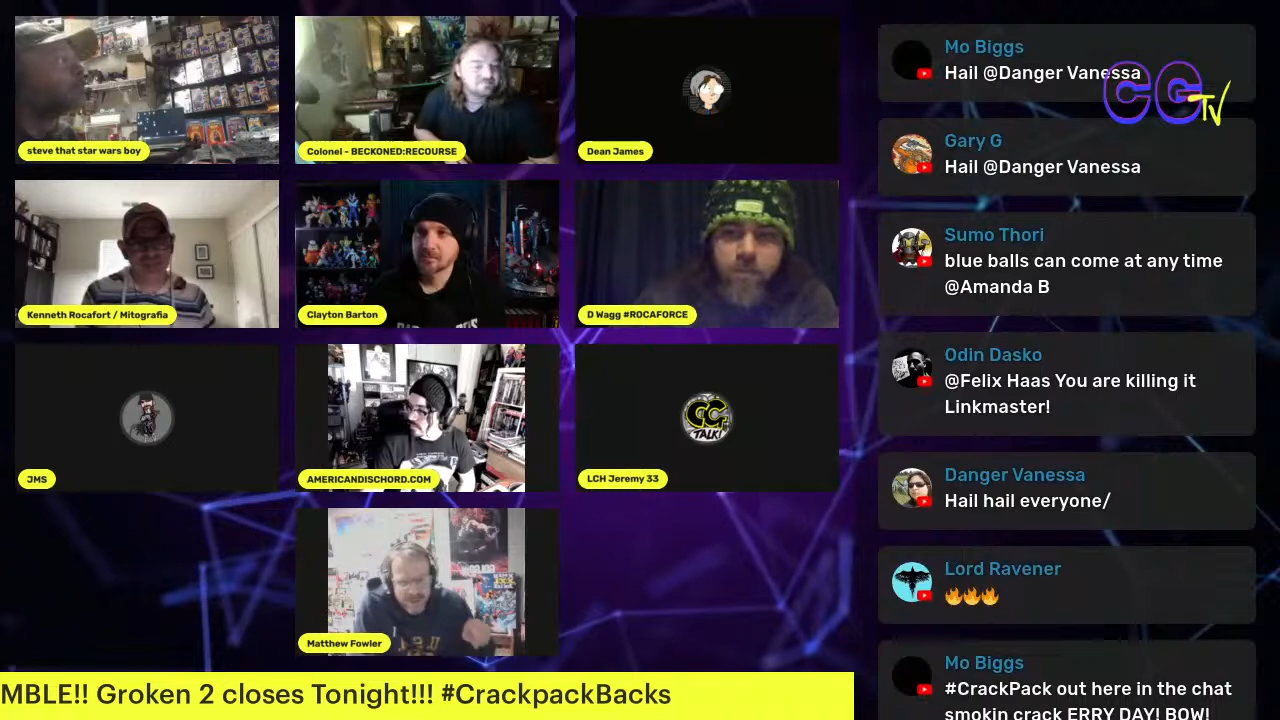 steve that star wars boy
Colonel - BECKONED:RECOURSE
Dean James
Kenneth Rocafort / Mitografia
Clayton Barton
D Wagg #ROCAFORCE
JMS
AMERICANDISCHORD.COM
CG
TALK!
LCH Jeremy 33
Matthew Fowler
MBLE!! Groken 2 closes Tonight!!! #CrackpackBacks
CG TV
Mo Biggs
Hail @Danger Vanessa
Gary G
Hail @Danger Vanessa
Sumo Thori
blue balls can come at any time
@Amanda B
Odin Dasko
@Felix Haas You are killing it
Linkmaster!
Danger Vanessa
Hail hail everyone/
Lord Ravener
🔥🔥🔥
Mo Biggs
#CrackPack out here in the chat
smokin crack ERRY DAY! BOW!